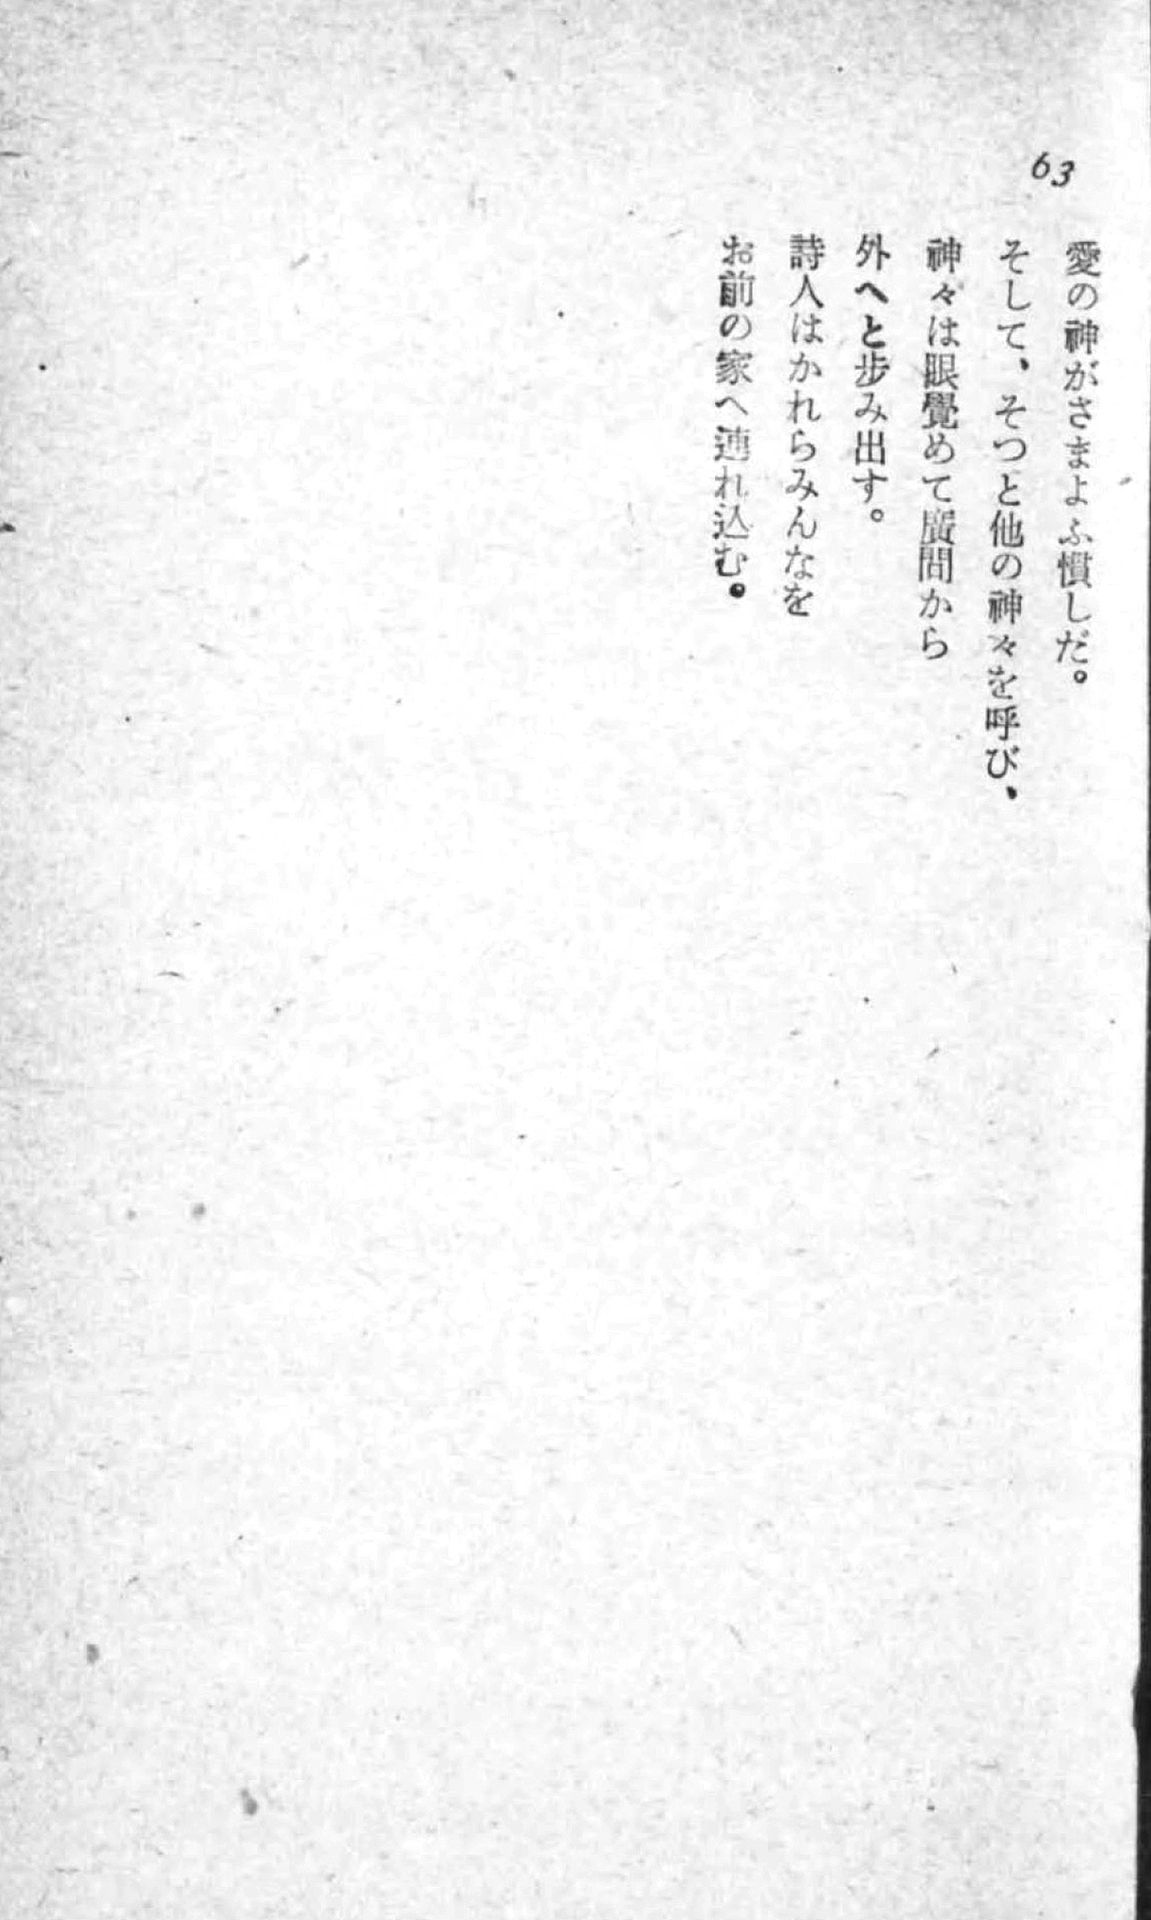 63
愛の神がさまよふ慣しだ。
そして、そつと他の神々を呼び、
神々は眼覺めて廣間から
外へと歩み出す。
詩人はかれらみんなを
お前の家へ連れ込む。